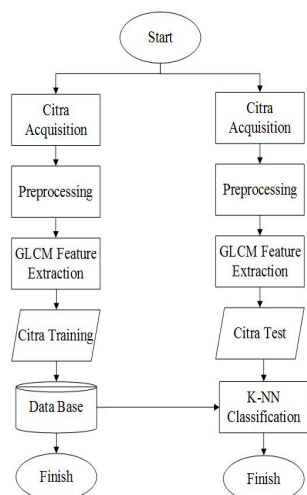 Start
Citra
Acquisition
Preprocessing
GLCM Feature
Extraction
Citra Training
Data Base
Finish
Citra
Acquisition
Preprocessing
GLCM Feature
Extraction
Citra Test
K-NN
Classification
Finish